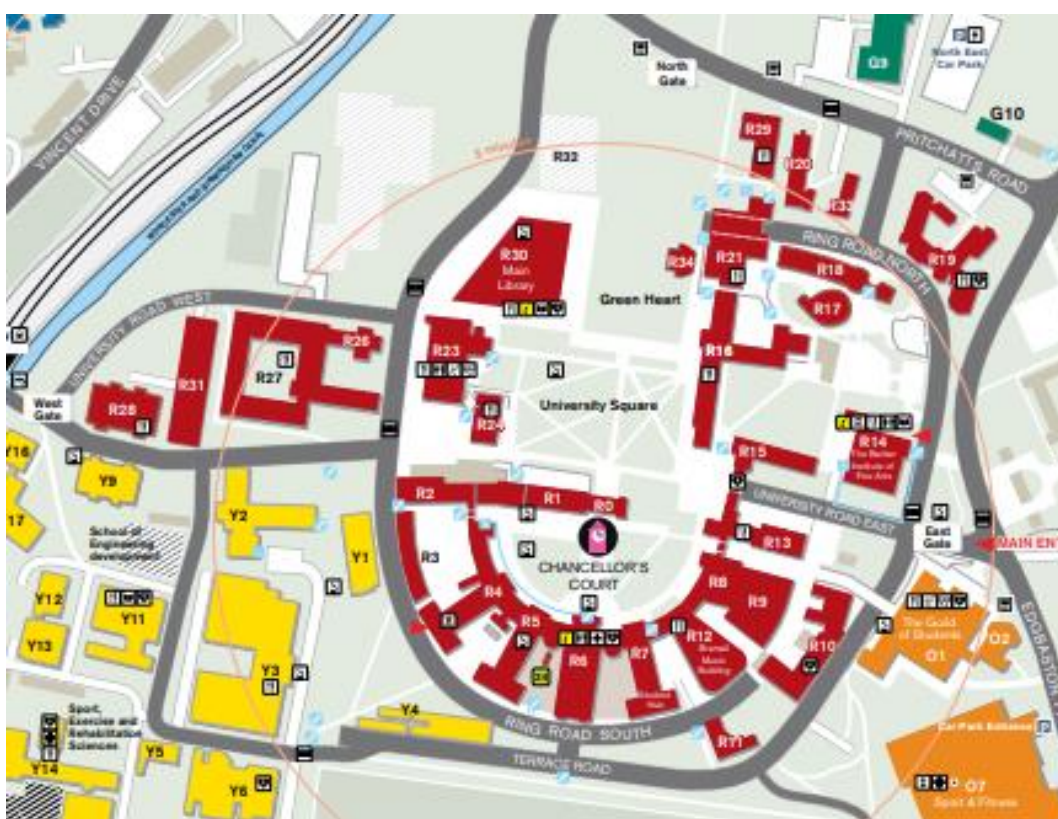 VINCENT DRIVE
North
Gate
G9
North East
Car Park
G10
PRITCHATTS ROAD
R32
R29
R20
R33
R30
Main
Library
R34
R21
RING ROAD NORTH
R18
R19
R17
Green Heart
UNIVERSITY ROAD WEST
R26
R23
R16
R31
R27
West
Gate
R28
R24
University Square
R14
The Barber
Institute of
Fine Arts
R15
Y16
Y9
R2
R1
R0
UNIVERSITY ROAD EAST
17
Y2
School of
Engineering
development
Y1
R3
CHANCELLOR'S
COURT
R13
East
Gate
MAIN ENT
R8
R9
Y12
Y11
R4
R5
Y13
R6
R7
R12
Bramall
Music
Building
R10
The Guild
of Students
O1
O2
EDGBASTON
Y3
Sport,
Exercise and
Rehabilitation
Sciences
Y4
RING ROAD SOUTH
R11
Car Park Entrance
Y14
Y5
Y6
TERRACE ROAD
O7
Sport & Fitness